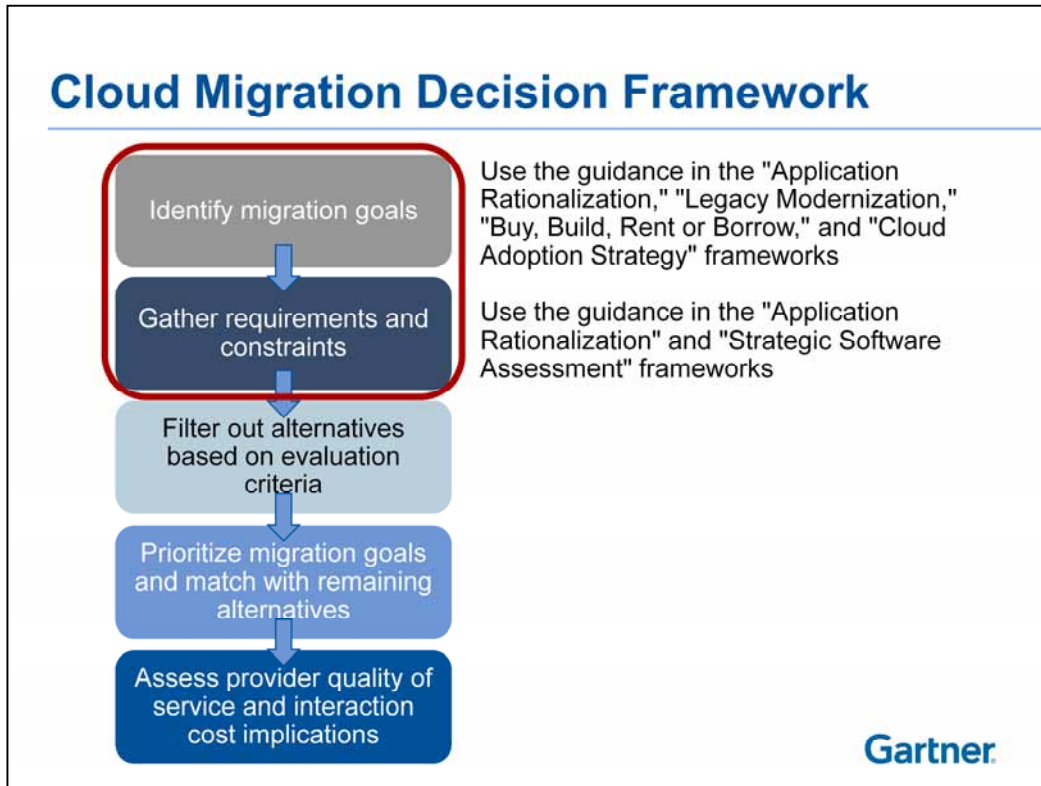 Cloud Migration Decision Framework
Identify migration goals
Use the guidance in the "Application
Rationalization," "Legacy Modernization,"
"Buy, Build, Rent or Borrow," and "Cloud
Adoption Strategy" frameworks
Gather requirements and
constraints
Use the guidance in the "Application
Rationalization" and "Strategic Software
Assessment" frameworks
Filter out alternatives
based on evaluation
criteria
Prioritize migration goals
and match with remaining
alternatives
Assess provider quality of
service and interaction
cost implications
Gartner